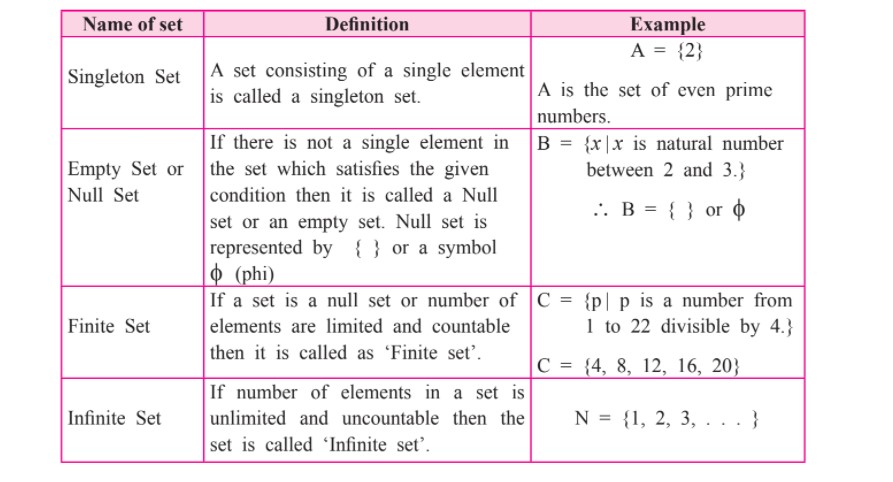 Name of set Definition Example
Singleton Set
A set consisting of a single element
is called a singleton set.
A = {2}
A is the set of even prime
numbers.
Empty Set or
Null Set
If there is not a single element in
the set which satisfies the given
condition then it is called a Null
set or an empty set. Null set is
represented by { } or a symbol
ϕ (phi)
B = {x|x is natural number
between 2 and 3.}
∴ B = { } or ϕ
Finite Set
If a set is a null set or number of
elements are limited and countable
then it is called as ‘Finite set’.
C = {p| p is a number from
1 to 22 divisible by 4.}
C = {4, 8, 12, 16, 20}
Infinite Set
If number of elements in a set is
unlimited and uncountable then the
set is called ‘Infinite set’.
N = {1, 2, 3, . . . }